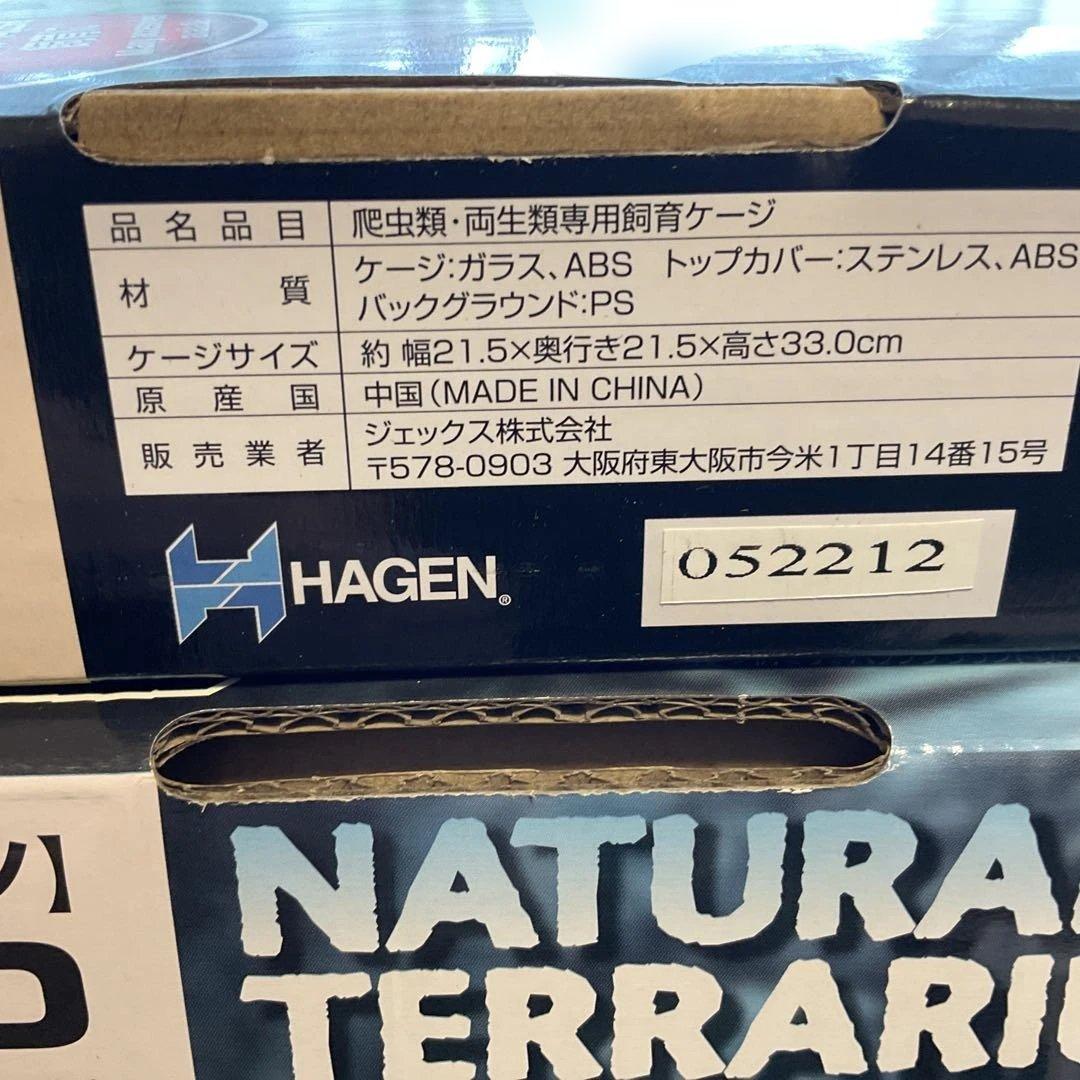 品名品目 爬虫類・両生類専用飼育ケージ
材質 ケージ:ガラス、ABS トップカバー:ステンレス、ABS
バックグラウンド:PS
ケージサイズ 約 幅21.5×奥行き21.5×高さ33.0cm
原産国 中国(MADE IN CHINA)
販売業者 ジェックス株式会社
〒578-0903 大阪府東大阪市今米1丁目14番15号
HAGEN®
052212
NATURA
TERRARIU